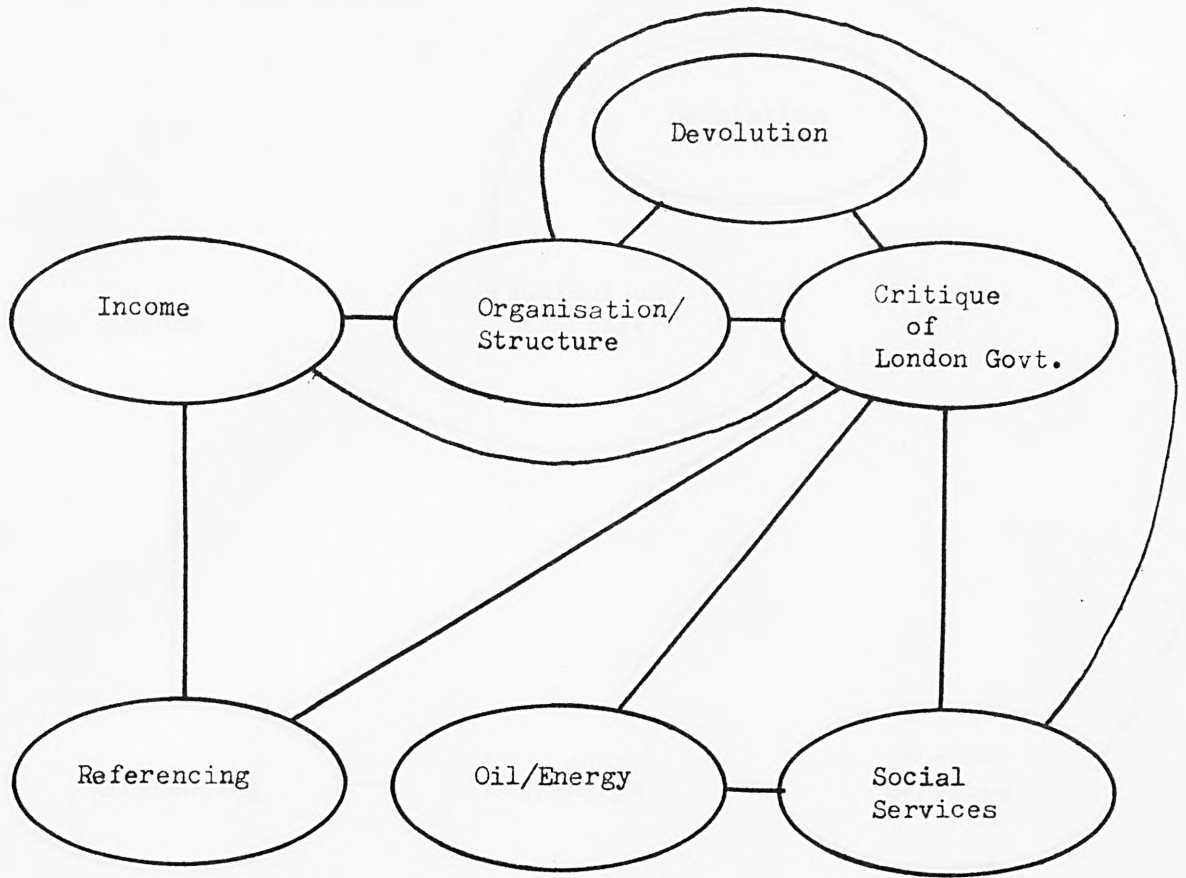 Devolution
Income
Organisation/
Structure
Critique
of
London Govt.
Referencing
Oil/Energy
Social
Services